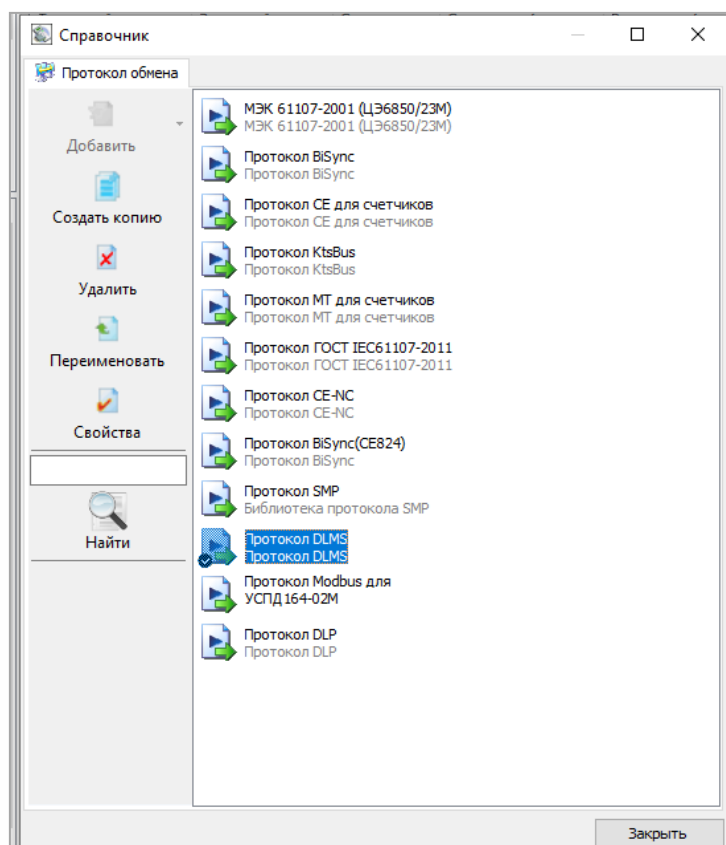 Справочник
Протокол обмена
Добавить
Создать копию
Удалить
Переименовать
Свойства
Найти
МЭК 61107-2001 (ЦЭ6850/23М)
МЭК 61107-2001 (ЦЭ6850/23М)
Протокол BiSync
Протокол BiSync
Протокол СЕ для счетчиков
Протокол СЕ для счетчиков
Протокол KtsBus
Протокол KtsBus
Протокол МТ для счетчиков
Протокол МТ для счетчиков
Протокол ГОСТ IEC61107-2011
Протокол ГОСТ IEC61107-2011
Протокол CE-NC
Протокол CE-NC
Протокол BiSync(CE824)
Протокол BiSync
Протокол SMP
Библиотека протокола SMP
Протокол DLMS
Протокол DLMS
Протокол Modbus для
УСПД164-02М
Протокол DLP
Протокол DLP
Закрыть